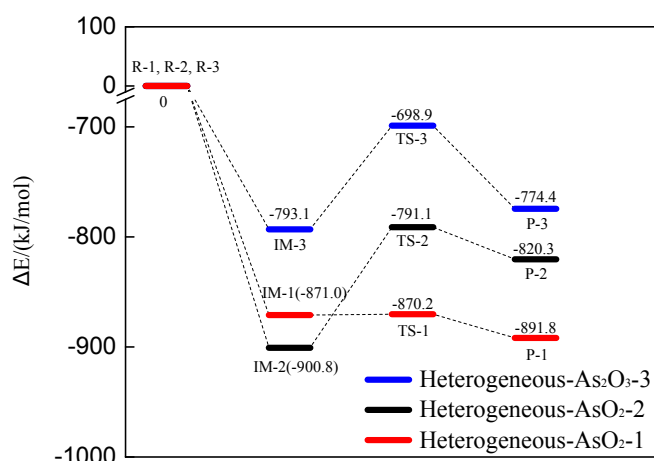 100
R-1, R-2, R-3
0
0
-698.9
-700
TS-3
-774.4
-793.1
P-3
IM-3
-791.1
-800
TS-2
-820.3
P-2
ΔE/(kJ/mol)
IM-1(-871.0)
-870.2
TS-1
-891.8
P-1
-900
IM-2(-900.8)
Heterogeneous-As₂O₃-3
Heterogeneous-AsO₂-2
Heterogeneous-AsO₂-1
-1000